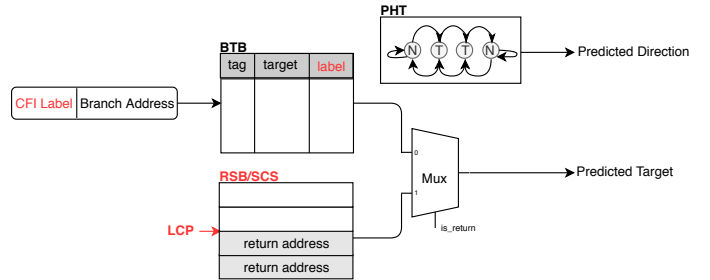 PHT
N T T N
Predicted Direction
BTB
tag target label
CFI Label Branch Address
0
Mux
1
Predicted Target
is_return
RSB/SCS
LCP
return address
return address